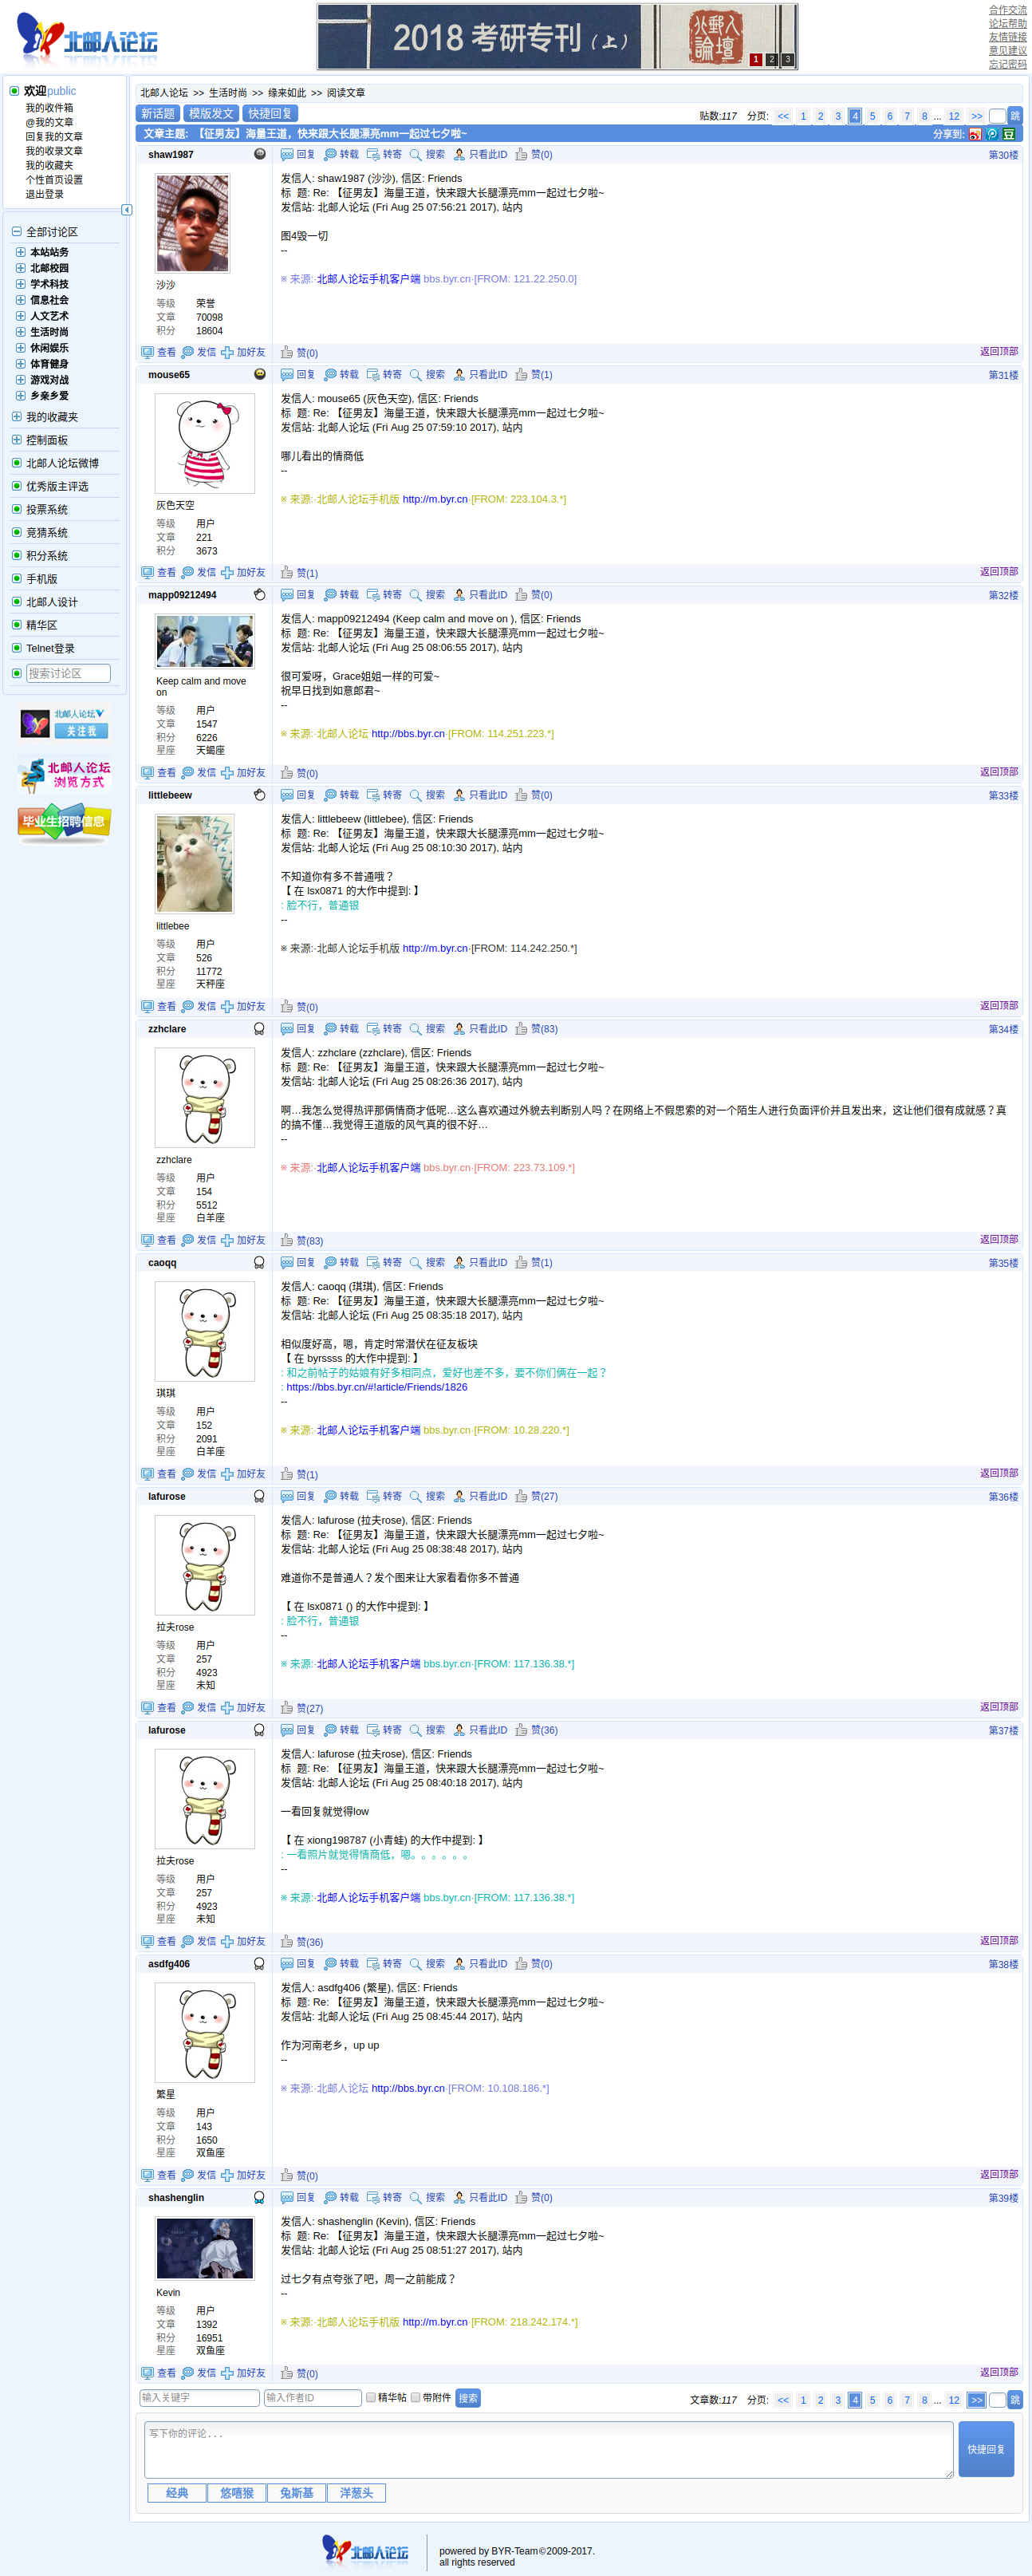 北邮人论坛
2018 考研专刊（上）
北邮人論壇
1 2 3
合作交流
论坛帮助
友情链接
意见建议
忘记密码
欢迎public
我的收件箱
@我的文章
回复我的文章
我的收录文章
我的收藏夹
个性首页设置
退出登录
全部讨论区
本站站务
北邮校园
学术科技
信息社会
人文艺术
生活时尚
休闲娱乐
体育健身
游戏对战
乡亲乡爱
我的收藏夹
控制面板
北邮人论坛微博
优秀版主评选
投票系统
竞猜系统
积分系统
手机版
北邮人设计
精华区
Telnet登录
搜索讨论区
北邮人论坛
关注我
北邮人论坛
浏览方式
毕业生招聘信息
北邮人论坛 >> 生活时尚 >> 缘来如此 >> 阅读文章
新话题 模版发文 快捷回复
贴数:117 分页: << 1 2 3 4 5 6 7 8 ... 12 >> 跳
文章主题: 【征男友】海量王道，快来跟大长腿漂亮mm一起过七夕啦~ 分享到:
豆
shaw1987 回复 转载 转寄 搜索 只看此ID 赞(0) 第30楼
发信人: shaw1987 (沙沙), 信区: Friends
标 题: Re: 【征男友】海量王道，快来跟大长腿漂亮mm一起过七夕啦~
发信站: 北邮人论坛 (Fri Aug 25 07:56:21 2017), 站内
图4毁一切
--
※ 来源:·北邮人论坛手机客户端 bbs.byr.cn·[FROM: 121.22.250.0]
沙沙
等级 荣誉
文章 70098
积分 18604
查看 发信 加好友 赞(0) 返回顶部
mouse65 回复 转载 转寄 搜索 只看此ID 赞(1) 第31楼
发信人: mouse65 (灰色天空), 信区: Friends
标 题: Re: 【征男友】海量王道，快来跟大长腿漂亮mm一起过七夕啦~
发信站: 北邮人论坛 (Fri Aug 25 07:59:10 2017), 站内
哪儿看出的情商低
--
※ 来源:·北邮人论坛手机版 http://m.byr.cn·[FROM: 223.104.3.*]
灰色天空
等级 用户
文章 221
积分 3673
查看 发信 加好友 赞(1) 返回顶部
mapp09212494 回复 转载 转寄 搜索 只看此ID 赞(0) 第32楼
发信人: mapp09212494 (Keep calm and move on ), 信区: Friends
标 题: Re: 【征男友】海量王道，快来跟大长腿漂亮mm一起过七夕啦~
发信站: 北邮人论坛 (Fri Aug 25 08:06:55 2017), 站内
很可爱呀，Grace姐姐一样的可爱~
祝早日找到如意郎君~
--
※ 来源:·北邮人论坛 http://bbs.byr.cn·[FROM: 114.251.223.*]
Keep calm and move
on
等级 用户
文章 1547
积分 6226
星座 天蝎座
查看 发信 加好友 赞(0) 返回顶部
littlebeew 回复 转载 转寄 搜索 只看此ID 赞(0) 第33楼
发信人: littlebeew (littlebee), 信区: Friends
标 题: Re: 【征男友】海量王道，快来跟大长腿漂亮mm一起过七夕啦~
发信站: 北邮人论坛 (Fri Aug 25 08:10:30 2017), 站内
不知道你有多不普通哦？
【 在 lsx0871 的大作中提到: 】
: 脸不行，普通银
--
※ 来源:·北邮人论坛手机版 http://m.byr.cn·[FROM: 114.242.250.*]
littlebee
等级 用户
文章 526
积分 11772
星座 天秤座
查看 发信 加好友 赞(0) 返回顶部
zzhclare 回复 转载 转寄 搜索 只看此ID 赞(83) 第34楼
发信人: zzhclare (zzhclare), 信区: Friends
标 题: Re: 【征男友】海量王道，快来跟大长腿漂亮mm一起过七夕啦~
发信站: 北邮人论坛 (Fri Aug 25 08:26:36 2017), 站内
啊…我怎么觉得热评那俩情商才低呢…这么喜欢通过外貌去判断别人吗？在网络上不假思索的对一个陌生人进行负面评价并且发出来，这让他们很有成就感？真
的搞不懂…我觉得王道版的风气真的很不好…
--
※ 来源:·北邮人论坛手机客户端 bbs.byr.cn·[FROM: 223.73.109.*]
zzhclare
等级 用户
文章 154
积分 5512
星座 白羊座
查看 发信 加好友 赞(83) 返回顶部
caoqq 回复 转载 转寄 搜索 只看此ID 赞(1) 第35楼
发信人: caoqq (琪琪), 信区: Friends
标 题: Re: 【征男友】海量王道，快来跟大长腿漂亮mm一起过七夕啦~
发信站: 北邮人论坛 (Fri Aug 25 08:35:18 2017), 站内
相似度好高，嗯，肯定时常潜伏在征友板块
【 在 byrssss 的大作中提到: 】
: 和之前帖子的姑娘有好多相同点，爱好也差不多，要不你们俩在一起？
: https://bbs.byr.cn/#!article/Friends/1826
--
※ 来源:·北邮人论坛手机客户端 bbs.byr.cn·[FROM: 10.28.220.*]
琪琪
等级 用户
文章 152
积分 2091
星座 白羊座
查看 发信 加好友 赞(1) 返回顶部
lafurose 回复 转载 转寄 搜索 只看此ID 赞(27) 第36楼
发信人: lafurose (拉夫rose), 信区: Friends
标 题: Re: 【征男友】海量王道，快来跟大长腿漂亮mm一起过七夕啦~
发信站: 北邮人论坛 (Fri Aug 25 08:38:48 2017), 站内
难道你不是普通人？发个图来让大家看看你多不普通
【 在 lsx0871 () 的大作中提到: 】
: 脸不行，普通银
--
※ 来源:·北邮人论坛手机客户端 bbs.byr.cn·[FROM: 117.136.38.*]
拉夫rose
等级 用户
文章 257
积分 4923
星座 未知
查看 发信 加好友 赞(27) 返回顶部
lafurose 回复 转载 转寄 搜索 只看此ID 赞(36) 第37楼
发信人: lafurose (拉夫rose), 信区: Friends
标 题: Re: 【征男友】海量王道，快来跟大长腿漂亮mm一起过七夕啦~
发信站: 北邮人论坛 (Fri Aug 25 08:40:18 2017), 站内
一看回复就觉得low
【 在 xiong198787 (小青蛙) 的大作中提到: 】
: 一看照片就觉得情商低，嗯。。。。。。
--
※ 来源:·北邮人论坛手机客户端 bbs.byr.cn·[FROM: 117.136.38.*]
拉夫rose
等级 用户
文章 257
积分 4923
星座 未知
查看 发信 加好友 赞(36) 返回顶部
asdfg406 回复 转载 转寄 搜索 只看此ID 赞(0) 第38楼
发信人: asdfg406 (繁星), 信区: Friends
标 题: Re: 【征男友】海量王道，快来跟大长腿漂亮mm一起过七夕啦~
发信站: 北邮人论坛 (Fri Aug 25 08:45:44 2017), 站内
作为河南老乡，up up
--
※ 来源:·北邮人论坛 http://bbs.byr.cn·[FROM: 10.108.186.*]
繁星
等级 用户
文章 143
积分 1650
星座 双鱼座
查看 发信 加好友 赞(0) 返回顶部
shashenglin 回复 转载 转寄 搜索 只看此ID 赞(0) 第39楼
发信人: shashenglin (Kevin), 信区: Friends
标 题: Re: 【征男友】海量王道，快来跟大长腿漂亮mm一起过七夕啦~
发信站: 北邮人论坛 (Fri Aug 25 08:51:27 2017), 站内
过七夕有点夸张了吧，周一之前能成？
--
※ 来源:·北邮人论坛手机版 http://m.byr.cn·[FROM: 218.242.174.*]
Kevin
等级 用户
文章 1392
积分 16951
星座 双鱼座
查看 发信 加好友 赞(0) 返回顶部
输入关键字 输入作者ID 精华帖 带附件 搜索
文章数:117 分页: << 1 2 3 4 5 6 7 8 ... 12 >> 跳
写下你的评论...
快捷回复
经典 悠嘻猴 兔斯基 洋葱头
北邮人论坛
powered by BYR-Team©2009-2017.
all rights reserved